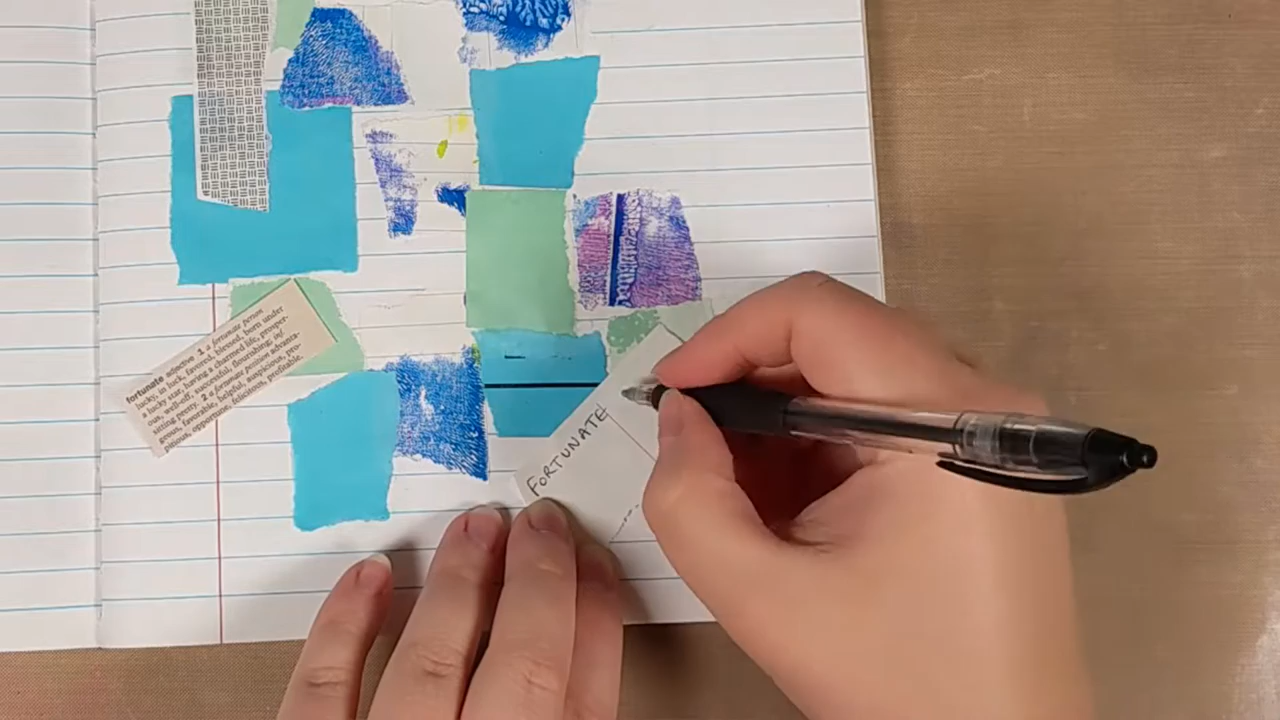 fortunate adjective 1 a fortunate person
lucky, in luck, favored, blessed, born under
a lucky star, having a charmed life, prosper-
ous, well-off, successful, flourishing; inf
sitting pretty. 2 a fortunate position advanta-
geous, favorable, helpful, auspicious, pro-
pitious, opportune, felicitous, profitable.
FORTUNATE